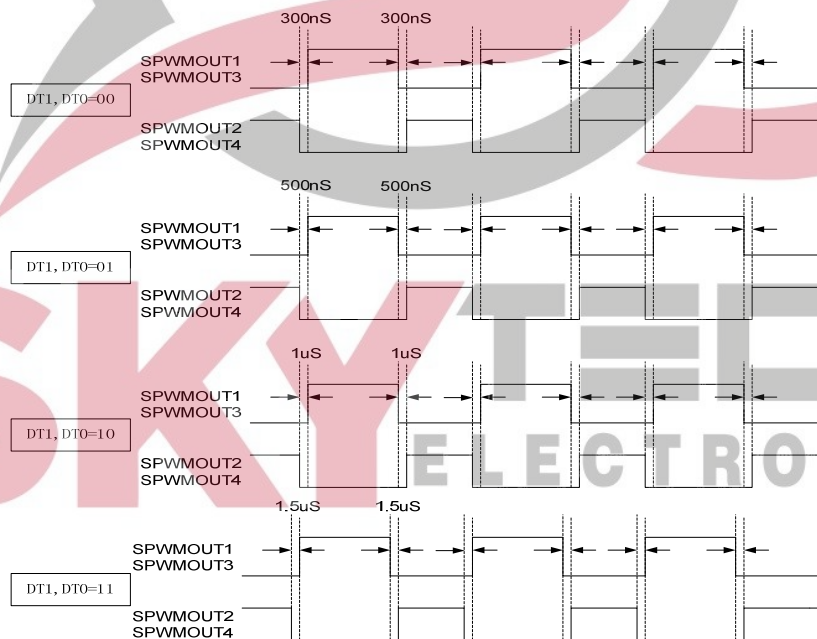 300nS 300nS
SPWMOUT1
SPWMOUT3
DT1, DT0=00
SPWMOUT2
SPWMOUT4
500nS 500nS
SPWMOUT1
SPWMOUT3
DT1, DT0=01
SPWMOUT2
SPWMOUT4
1uS 1uS
SPWMOUT1
SPWMOUT3
DT1, DT0=10
SPWMOUT2
SPWMOUT4
SKY TEC
ELECTRO
1.5uS 1.5uS
SPWMOUT1
SPWMOUT3
DT1, DT0=11
SPWMOUT2
SPWMOUT4